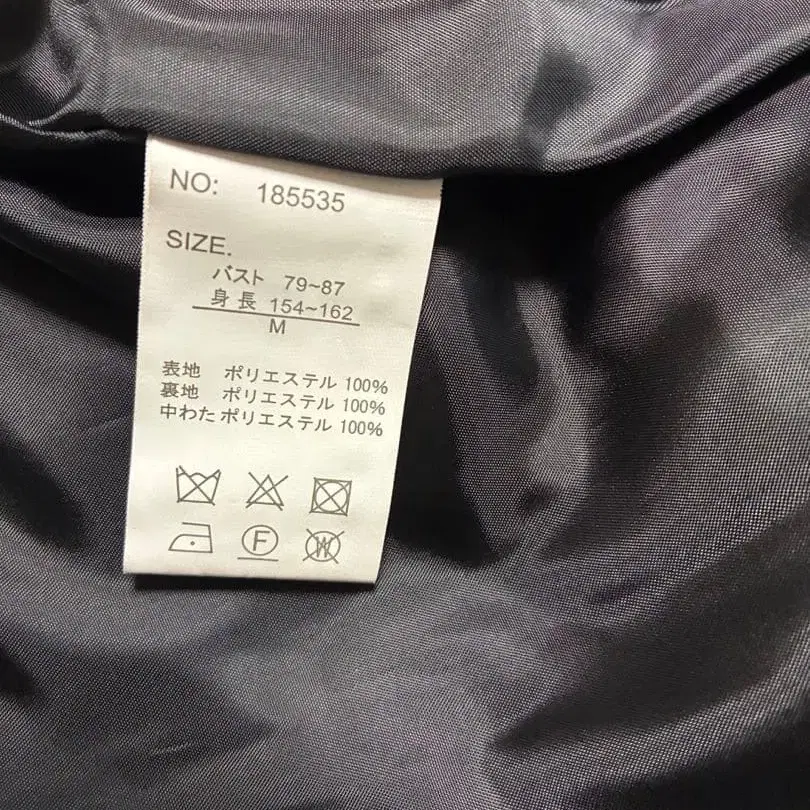 NO: 185535
SIZE.
バスト 79~87
身長 154~162
M
表地 ポリエステル 100%
裏地 ポリエステル 100%
中わた ポリエステル 100%
F
W